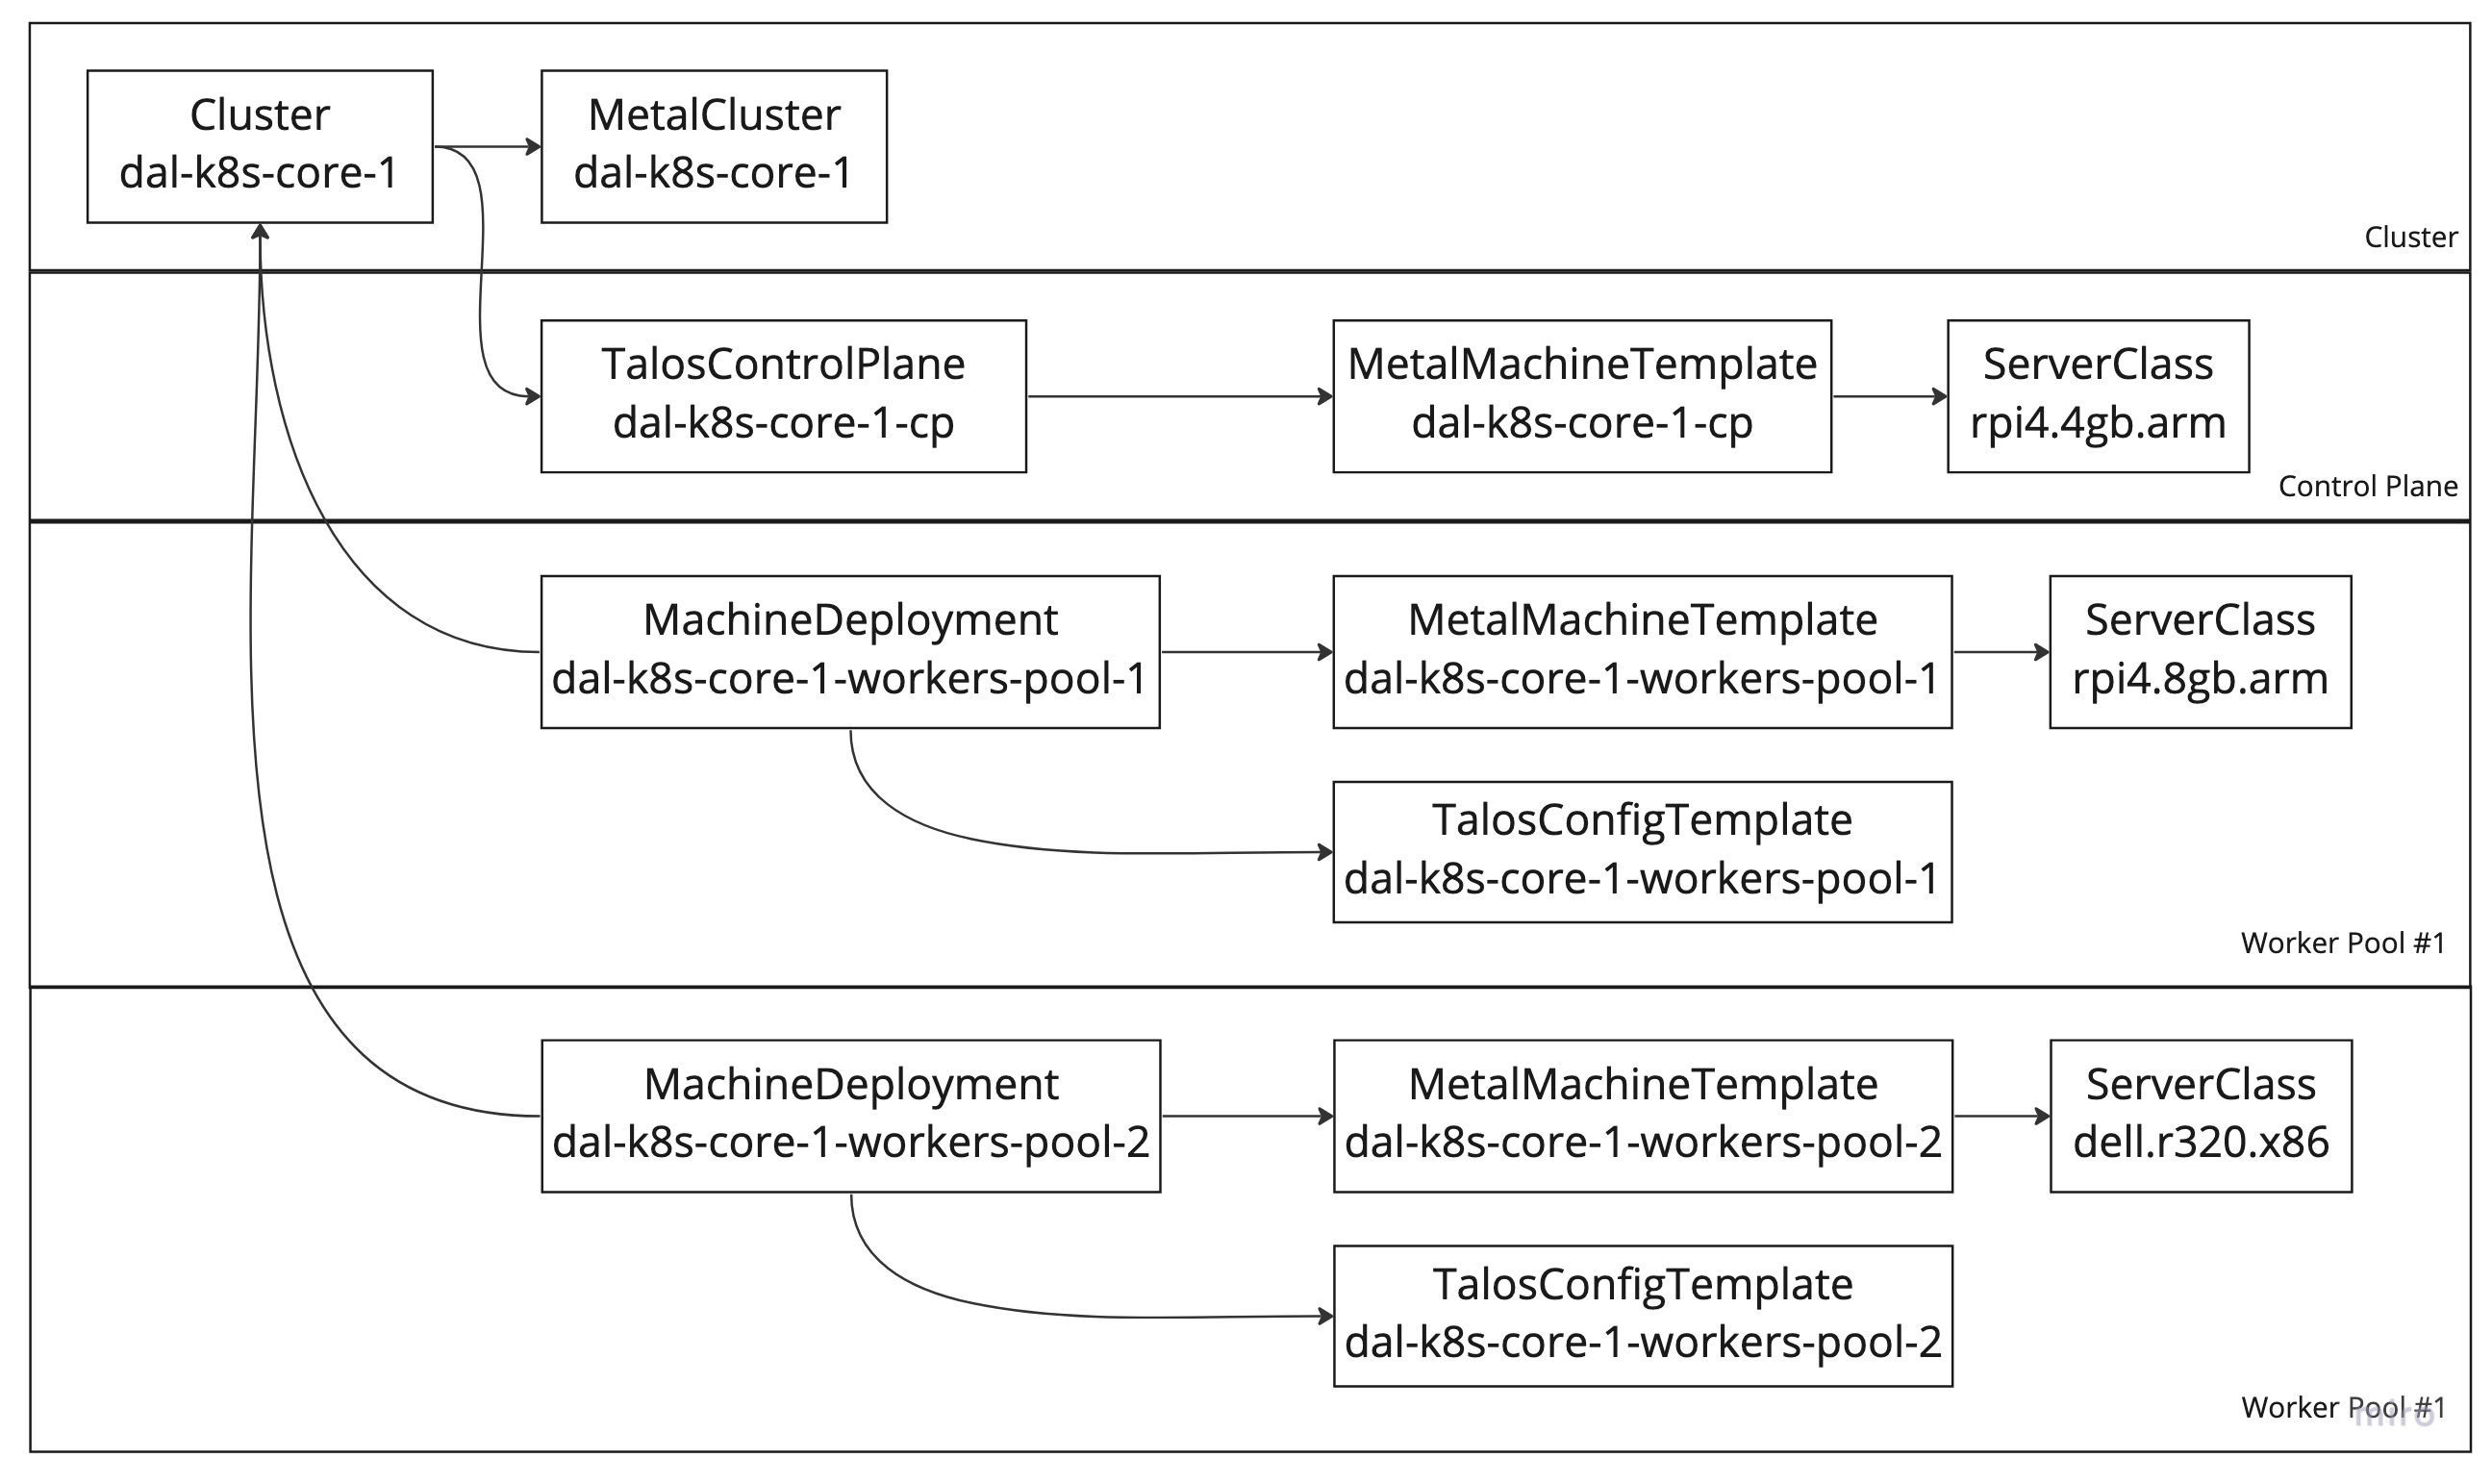 Cluster
dal-k8s-core-1
MetalCluster
dal-k8s-core-1
Cluster
TalosControlPlane
dal-k8s-core-1-cp
MetalMachineTemplate
dal-k8s-core-1-cp
ServerClass
rpi4.4gb.arm
Control Plane
MachineDeployment
dal-k8s-core-1-workers-pool-1
MetalMachineTemplate
dal-k8s-core-1-workers-pool-1
ServerClass
rpi4.8gb.arm
TalosConfigTemplate
dal-k8s-core-1-workers-pool-1
Worker Pool #1
MachineDeployment
dal-k8s-core-1-workers-pool-2
MetalMachineTemplate
dal-k8s-core-1-workers-pool-2
ServerClass
dell.r320.x86
TalosConfigTemplate
dal-k8s-core-1-workers-pool-2
Worker Pool #1
miro